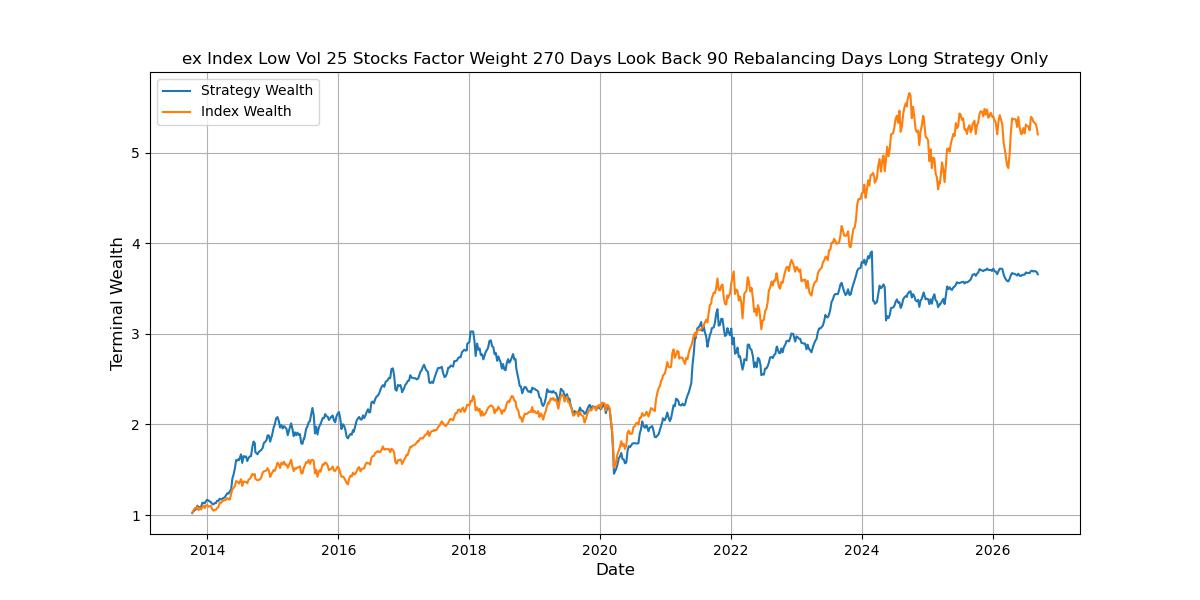 ex Index Low Vol 25 Stocks Factor Weight 270 Days Look Back 90 Rebalancing Days Long Strategy Only
Strategy Wealth
Index Wealth
Terminal Wealth
5
4
3
2
1
2014 2016 2018 2020 2022 2024 2026
Date